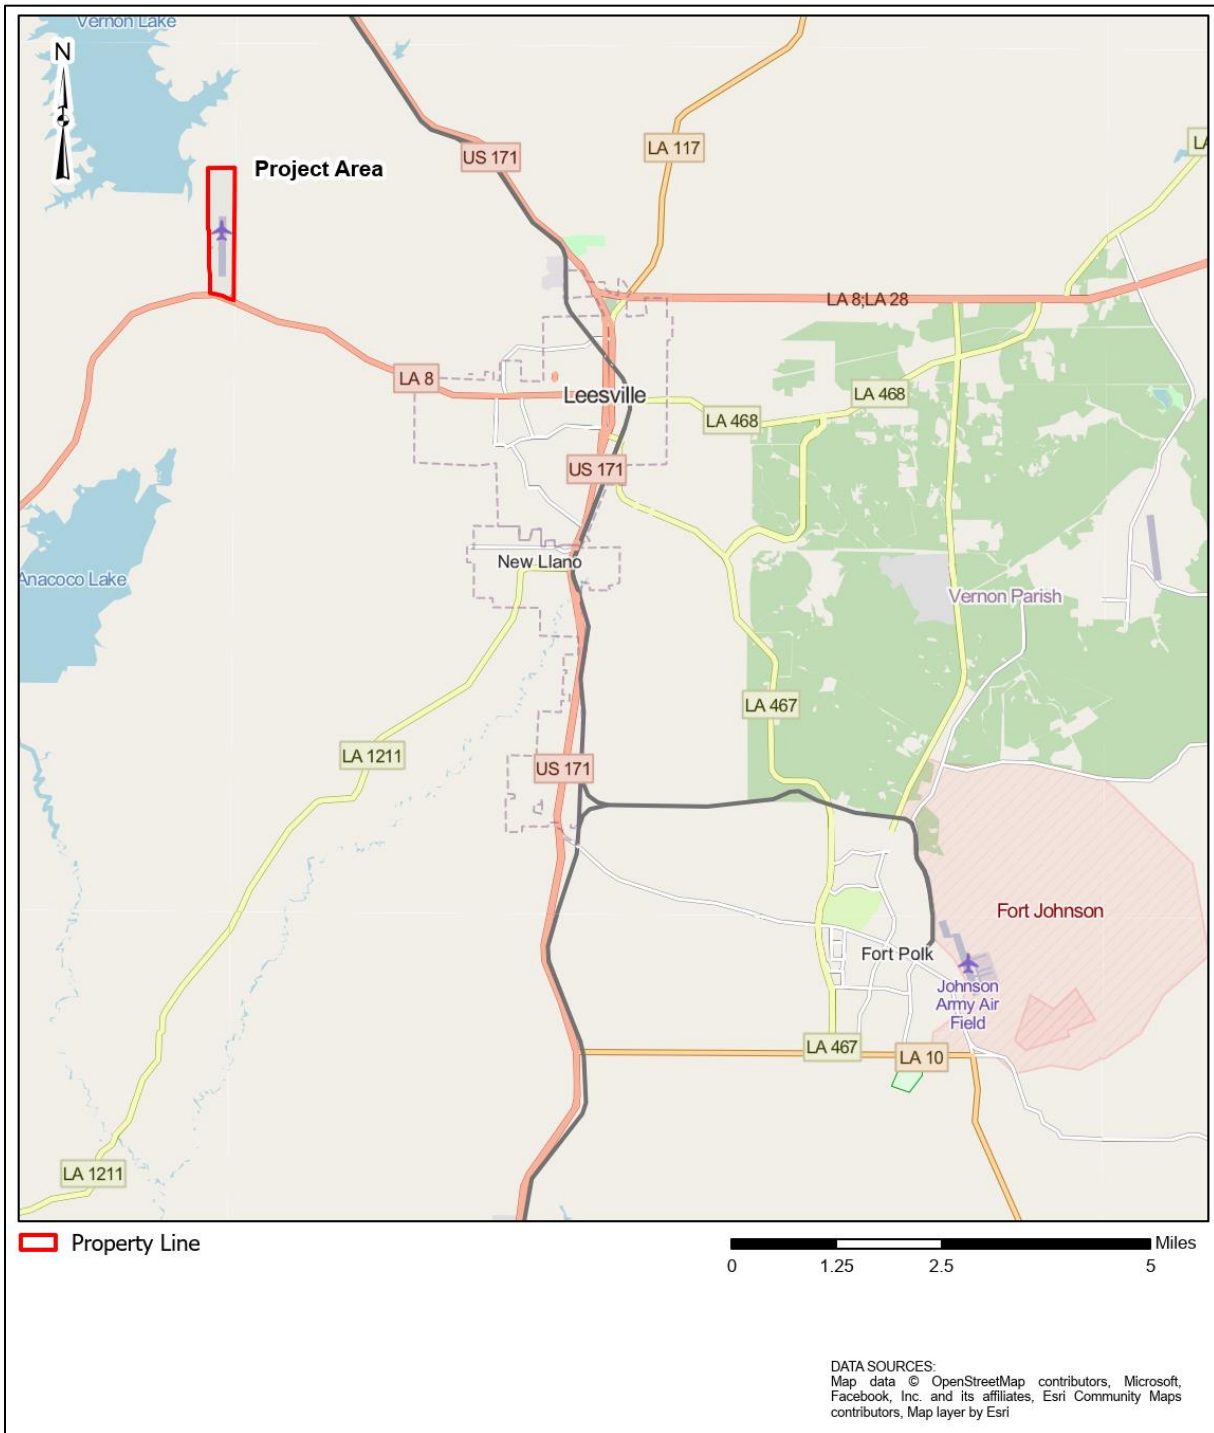 Vernon Lake
N
Project Area
US 171
LA 117
LA
LA 8;LA 28
LA 8
Leesville
LA 468
LA 468
US 171
New Llano
Anacoco Lake
Vernon Parish
LA 467
LA 1211
US 171
Fort Johnson
Fort Polk
Johnson
Army Air
Field
LA 467
LA 10
LA 1211
Property Line
Miles
0 1.25 2.5 5
DATA SOURCES:
Map data © OpenStreetMap contributors, Microsoft,
Facebook, Inc. and its affiliates, Esri Community Maps
contributors, Map layer by Esri